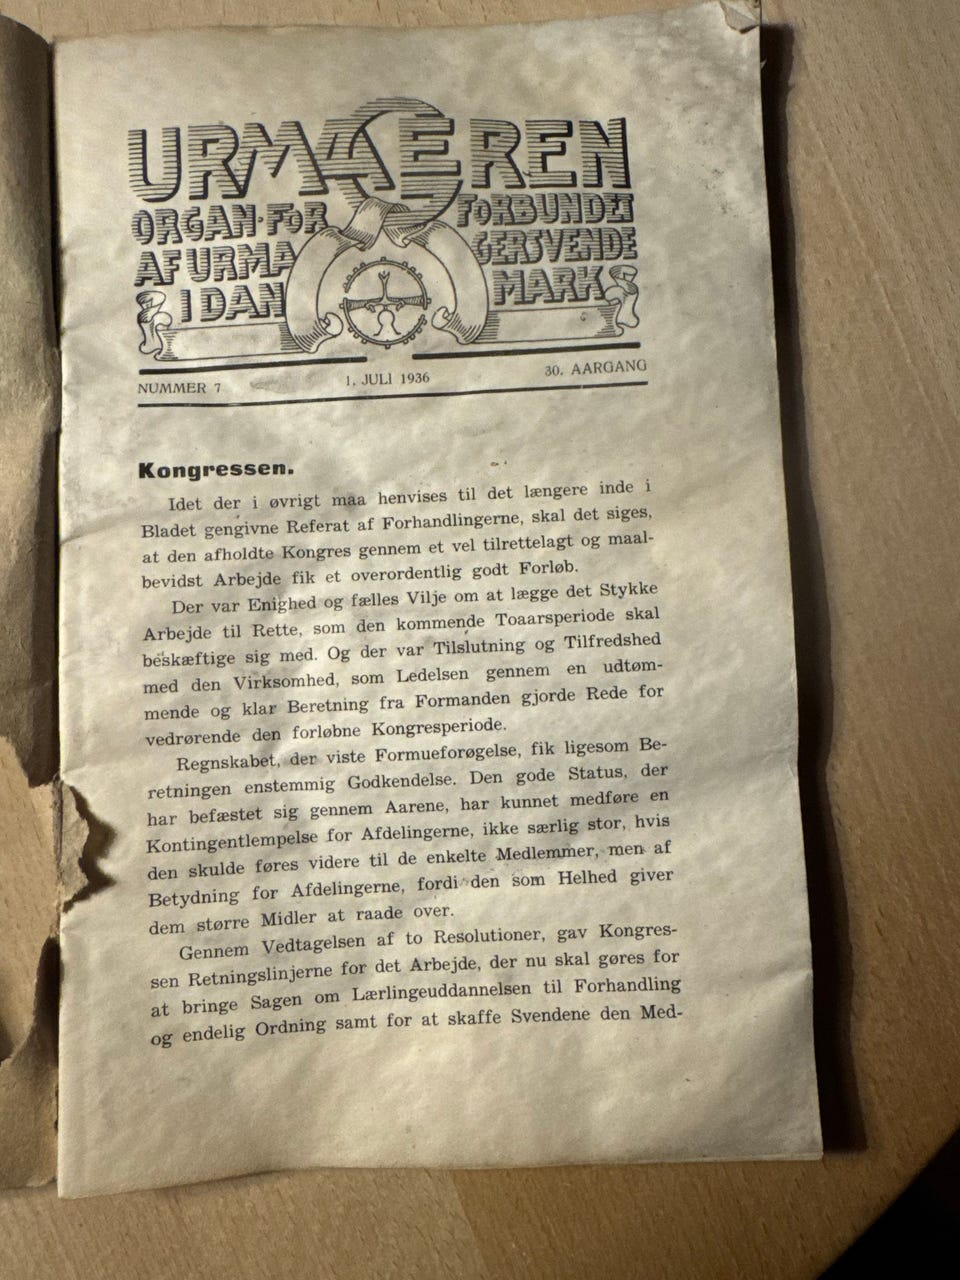 URMAGEREN
ORGAN·FOR FORBUNDET
AF URMAGERSVENDE
I DANMARK
NUMMER 7 1. JULI 1936 30. AARGANG
Kongressen.
Idet der i øvrigt maa henvises til det længere inde i
Bladet gengivne Referat af Forhandlingerne, skal det siges,
at den afholdte Kongres gennem et vel tilrettelagt og maal-
bevidst Arbejde fik et overordentlig godt Forløb.
Der var Enighed og fælles Vilje om at lægge det Stykke
Arbejde til Rette, som den kommende Toaarsperiode skal
beskæftige sig med. Og der var Tilslutning og Tilfredshed
med den Virksomhed, som Ledelsen gennem en udtøm-
mende og klar Beretning fra Formanden gjorde Rede for
vedrørende den forløbne Kongresperiode.
Regnskabet, der viste Formueforøgelse, fik ligesom Be-
retningen enstemmig Godkendelse. Den gode Status, der
har befæstet sig gennem Aarene, har kunnet medføre en
Kontingentlempelse for Afdelingerne, ikke særlig stor, hvis
den skulde føres videre til de enkelte Medlemmer, men af
Betydning for Afdelingerne, fordi den som Helhed giver
dem større Midler at raade over.
Gennem Vedtagelsen af to Resolutioner, gav Kongres-
sen Retningslinjerne for det Arbejde, der nu skal gøres for
at bringe Sagen om Lærlingeuddannelsen til Forhandling
og endelig Ordning samt for at skaffe Svendene den Med-